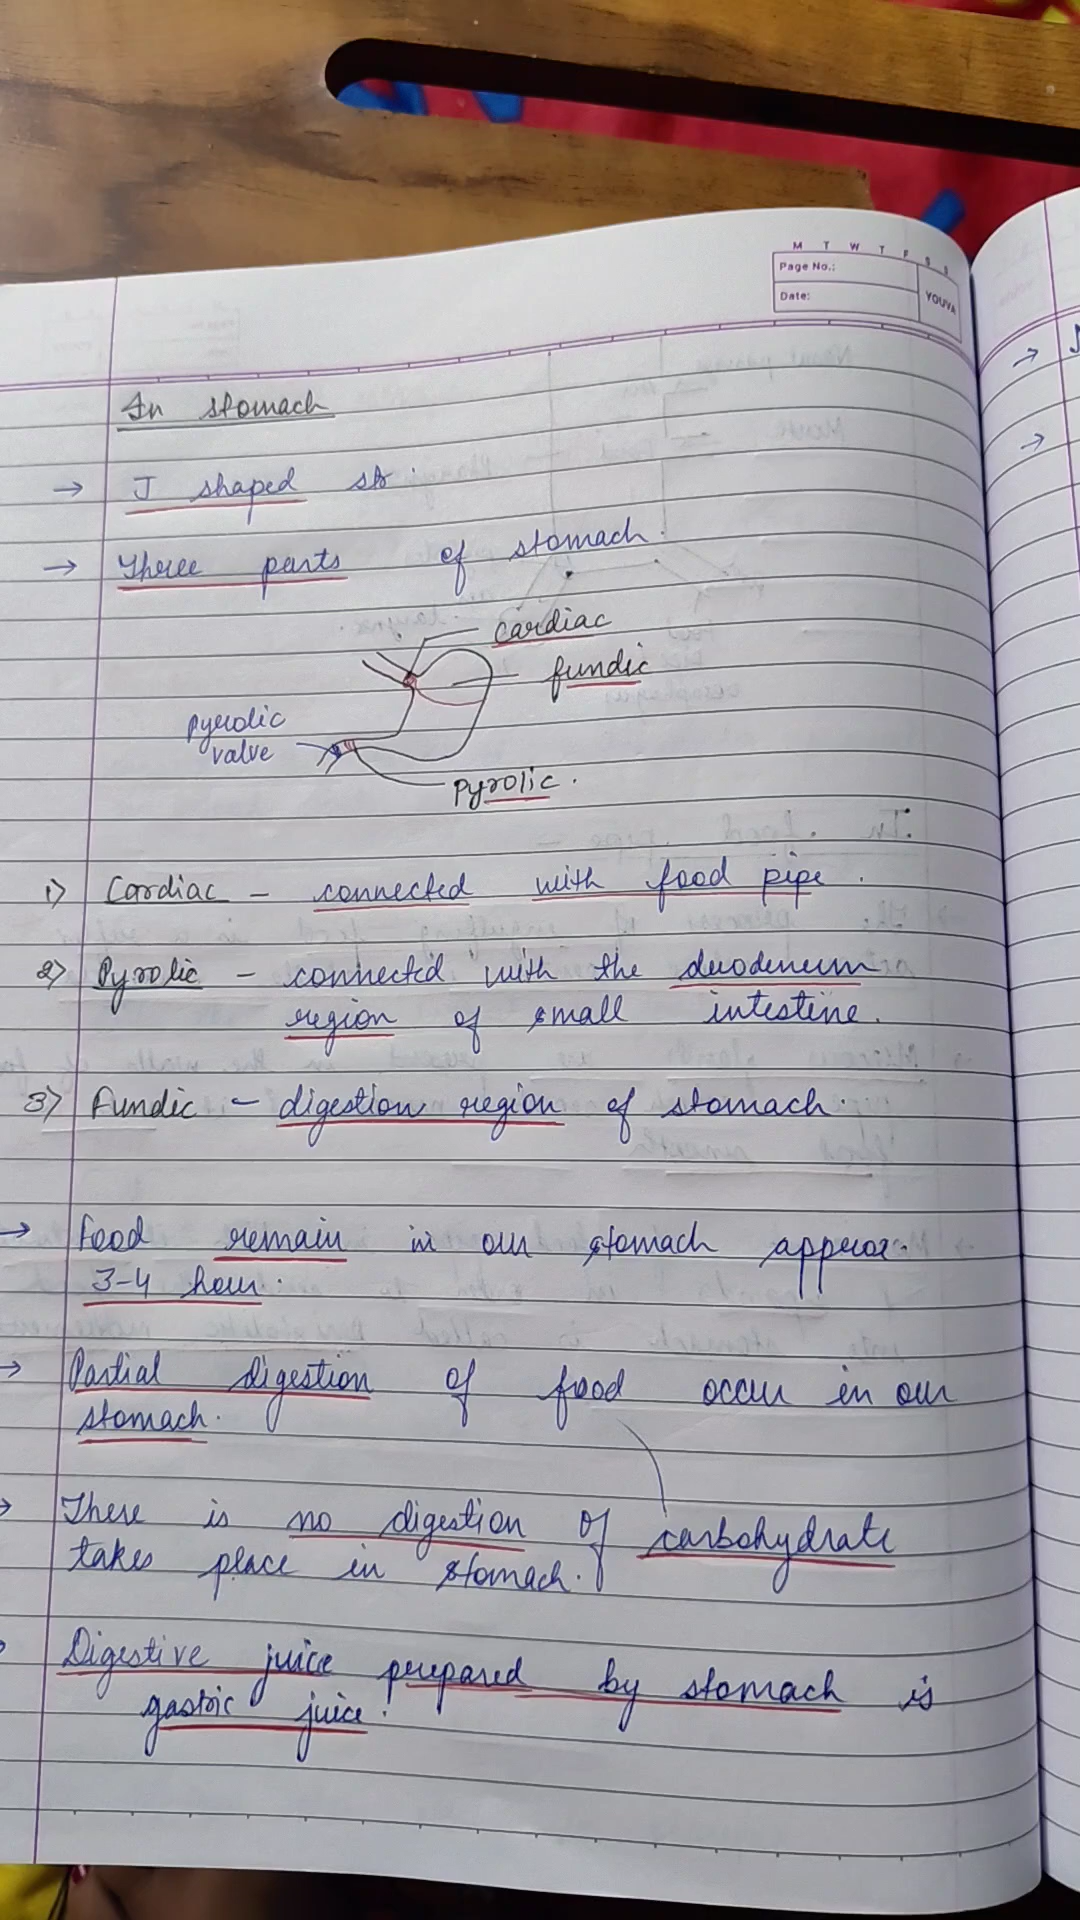 M T W T F S S
Page No.:
Date:
YOUVA
In stomach
→ J shaped str
→ Three parts of stomach.
cardiac
fundic
pyrolic
valve
pyrolic.
1) Cardiac - connected with food pipe.
2) Pyrolic - connected with the duodenum
region of small intestine.
3) Fundic - digestion region of stomach.
→ Food remain in our stomach approx.
3-4 hour.
→ Partial digestion of food occur in our
stomach.
→ There is no digestion of carbohydrate
takes place in stomach.
Digestive juice prepared by stomach is
gastric juice.